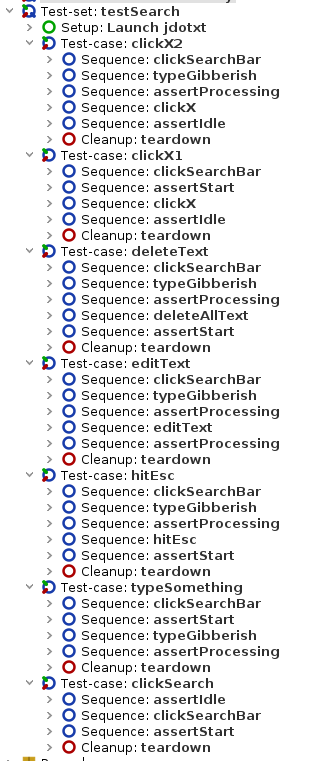 Test-set: testSearch
Setup: Launch jdotxt
Test-case: clickX2
Sequence: clickSearchBar
Sequence: typeGibberish
Sequence: assertProcessing
Sequence: clickX
Sequence: assertIdle
Cleanup: teardown
Test-case: clickX1
Sequence: clickSearchBar
Sequence: assertStart
Sequence: clickX
Sequence: assertIdle
Cleanup: teardown
Test-case: deleteText
Sequence: clickSearchBar
Sequence: typeGibberish
Sequence: assertProcessing
Sequence: deleteAllText
Sequence: assertStart
Cleanup: teardown
Test-case: editText
Sequence: clickSearchBar
Sequence: typeGibberish
Sequence: assertProcessing
Sequence: editText
Sequence: assertProcessing
Cleanup: teardown
Test-case: hitEsc
Sequence: clickSearchBar
Sequence: typeGibberish
Sequence: assertProcessing
Sequence: hitEsc
Sequence: assertStart
Cleanup: teardown
Test-case: typeSomething
Sequence: clickSearchBar
Sequence: assertStart
Sequence: typeGibberish
Sequence: assertProcessing
Cleanup: teardown
Test-case: clickSearch
Sequence: assertIdle
Sequence: clickSearchBar
Sequence: assertStart
Cleanup: teardown